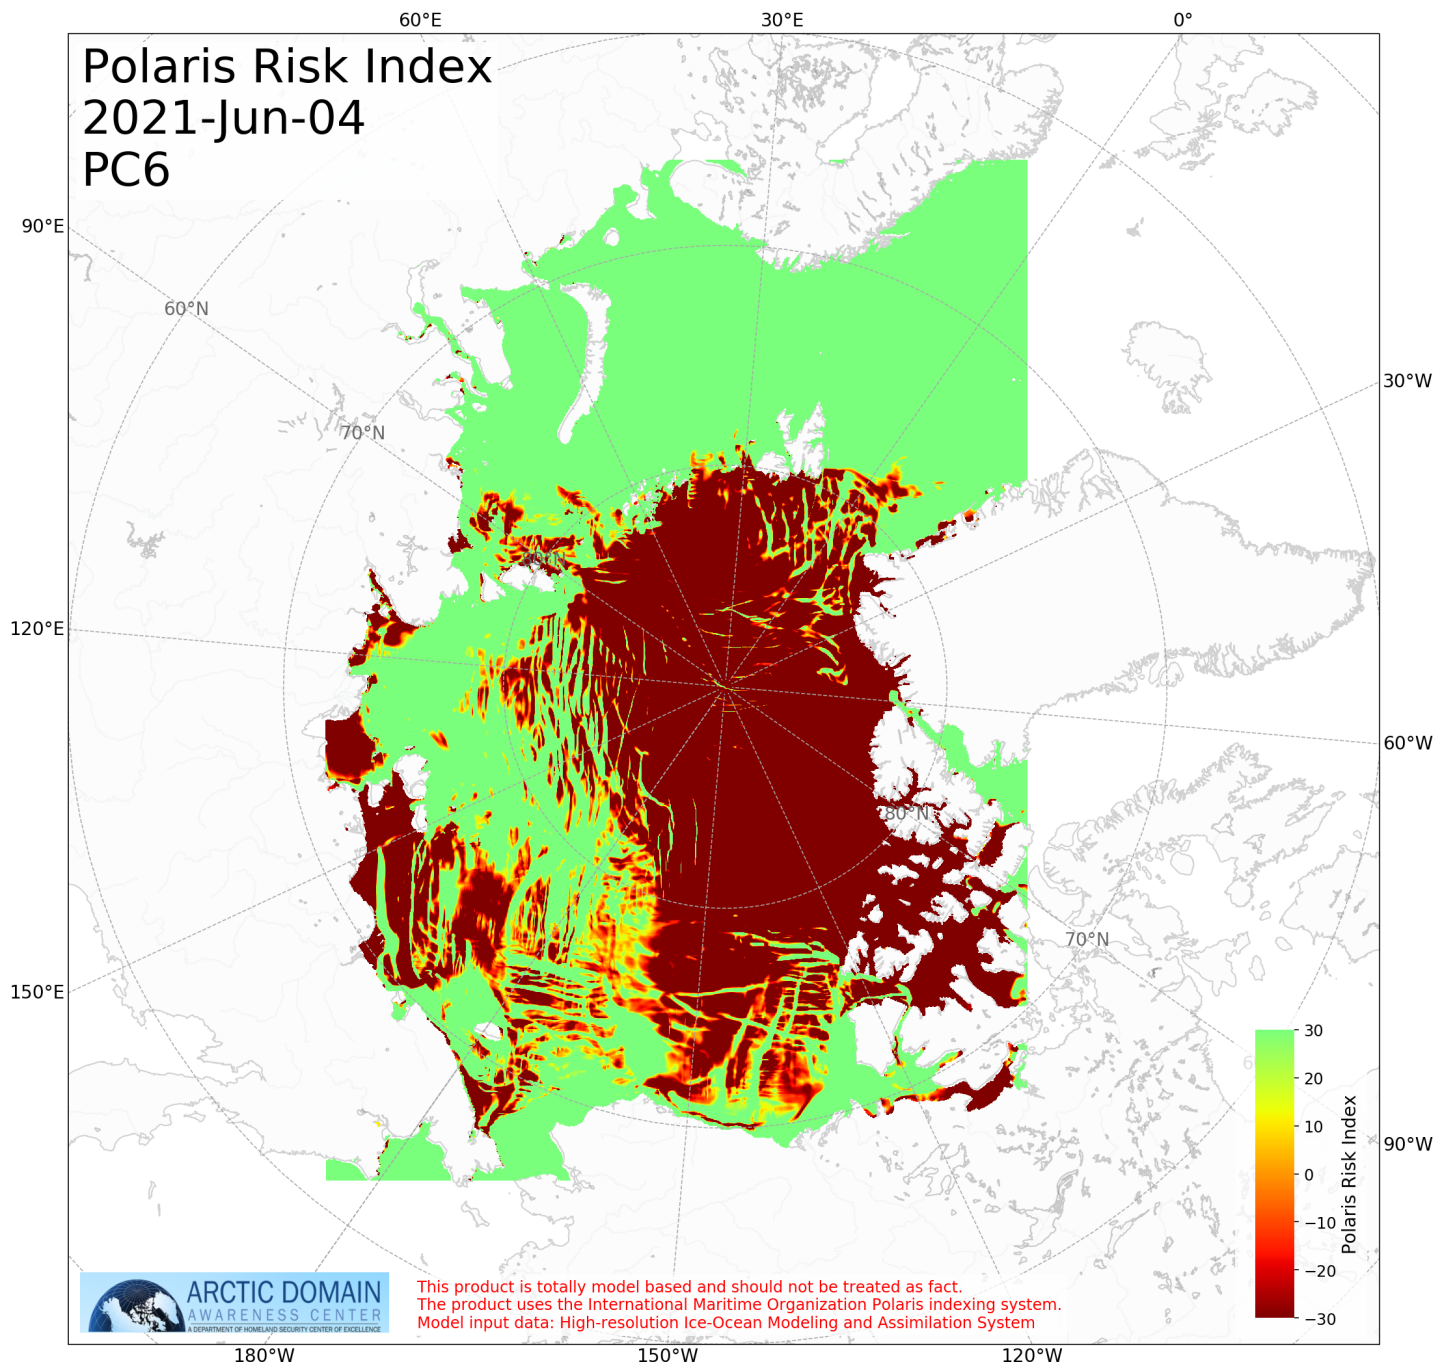 60°E 30°E 0°
Polaris Risk Index
2021-Jun-04
PC6
90°E
60°N
30°W
70°N
80°N
120°E
60°W
80°N
70°N
150°E
30
20
10
0
−10
−20
−30
Polaris Risk Index
90°W
ARCTIC DOMAIN
AWARENESS CENTER
A DEPARTMENT OF HOMELAND SECURITY CENTER OF EXCELLENCE
This product is totally model based and should not be treated as fact.
The product uses the International Maritime Organization Polaris indexing system.
Model input data: High-resolution Ice-Ocean Modeling and Assimilation System
180°W 150°W 120°W